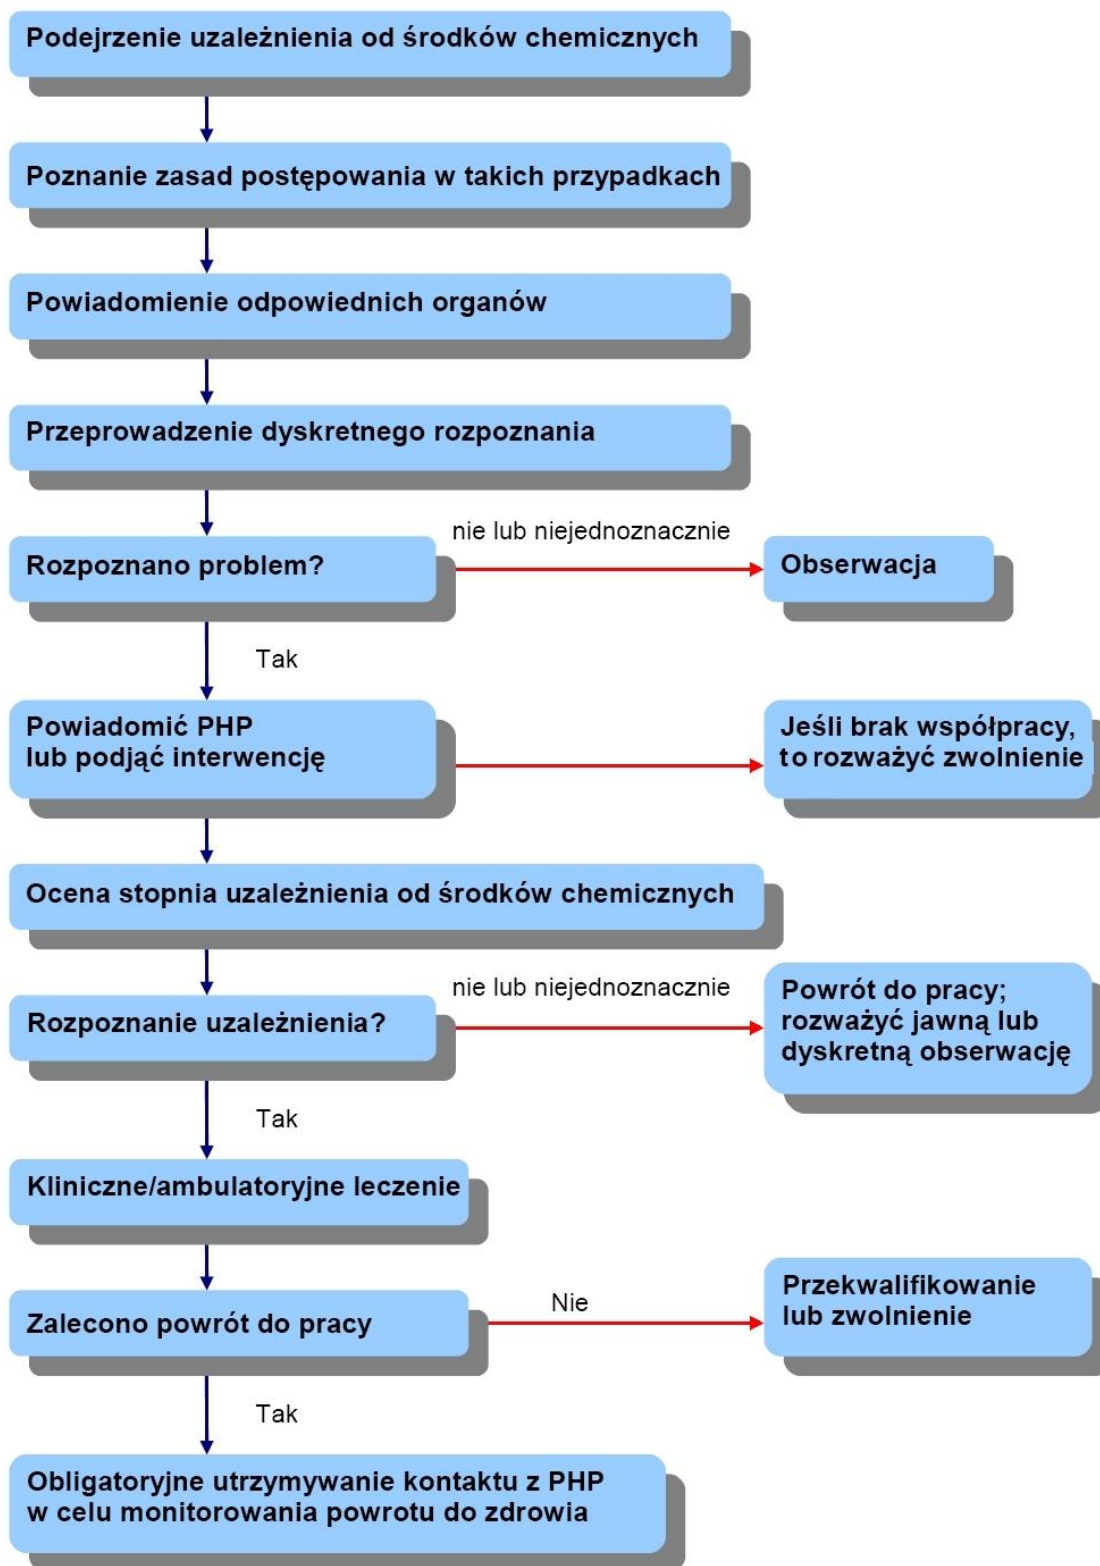 Podejrzenie uzależnienia od środków chemicznych
Poznanie zasad postępowania w takich przypadkach
Powiadomienie odpowiednich organów
Przeprowadzenie dyskretnego rozpoznania
nie lub niejednoznacznie
Rozpoznano problem?
Obserwacja
Tak
Powiadomić PHP
lub podjąć interwencję
Jeśli brak współpracy,
to rozważyć zwolnienie
Ocena stopnia uzależnienia od środków chemicznych
nie lub niejednoznacznie
Rozpoznanie uzależnienia?
Powrót do pracy;
rozważyć jawną lub
dyskretną obserwację
Tak
Kliniczne/ambulatoryjne leczenie
Zalecono powrót do pracy
Nie
Przekwalifikowanie
lub zwolnienie
Tak
Obligatoryjne utrzymywanie kontaktu z PHP
w celu monitorowania powrotu do zdrowia